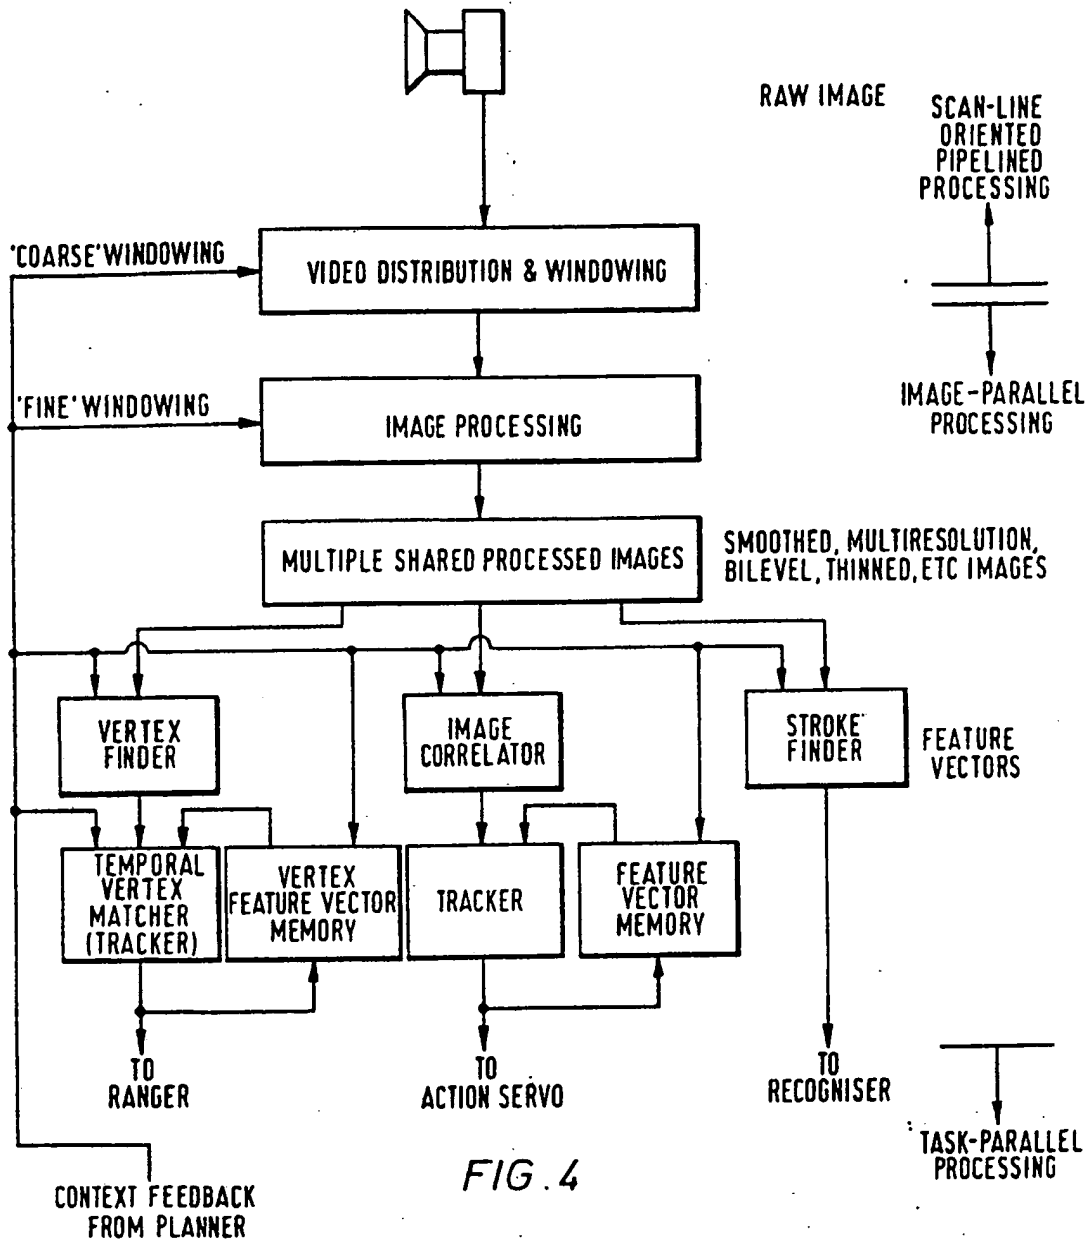 RAW IMAGE
SCAN-LINE
ORIENTED
PIPELINED
PROCESSING
'COARSE' WINDOWING
VIDEO DISTRIBUTION & WINDOWING
IMAGE-PARALLEL
PROCESSING
'FINE' WINDOWING
IMAGE PROCESSING
MULTIPLE SHARED PROCESSED IMAGES
SMOOTHED, MULTIRESOLUTION,
BILEVEL, THINNED, ETC IMAGES
VERTEX
FINDER
IMAGE
CORRELATOR
STROKE
FINDER
FEATURE
VECTORS
TEMPORAL
VERTEX
MATCHER
(TRACKER)
VERTEX
FEATURE VECTOR
MEMORY
TRACKER
FEATURE
VECTOR
MEMORY
TO
RANGER
TO
ACTION SERVO
TO
RECOGNISER
TASK-PARALLEL
PROCESSING
CONTEXT FEEDBACK
FROM PLANNER
FIG. 4